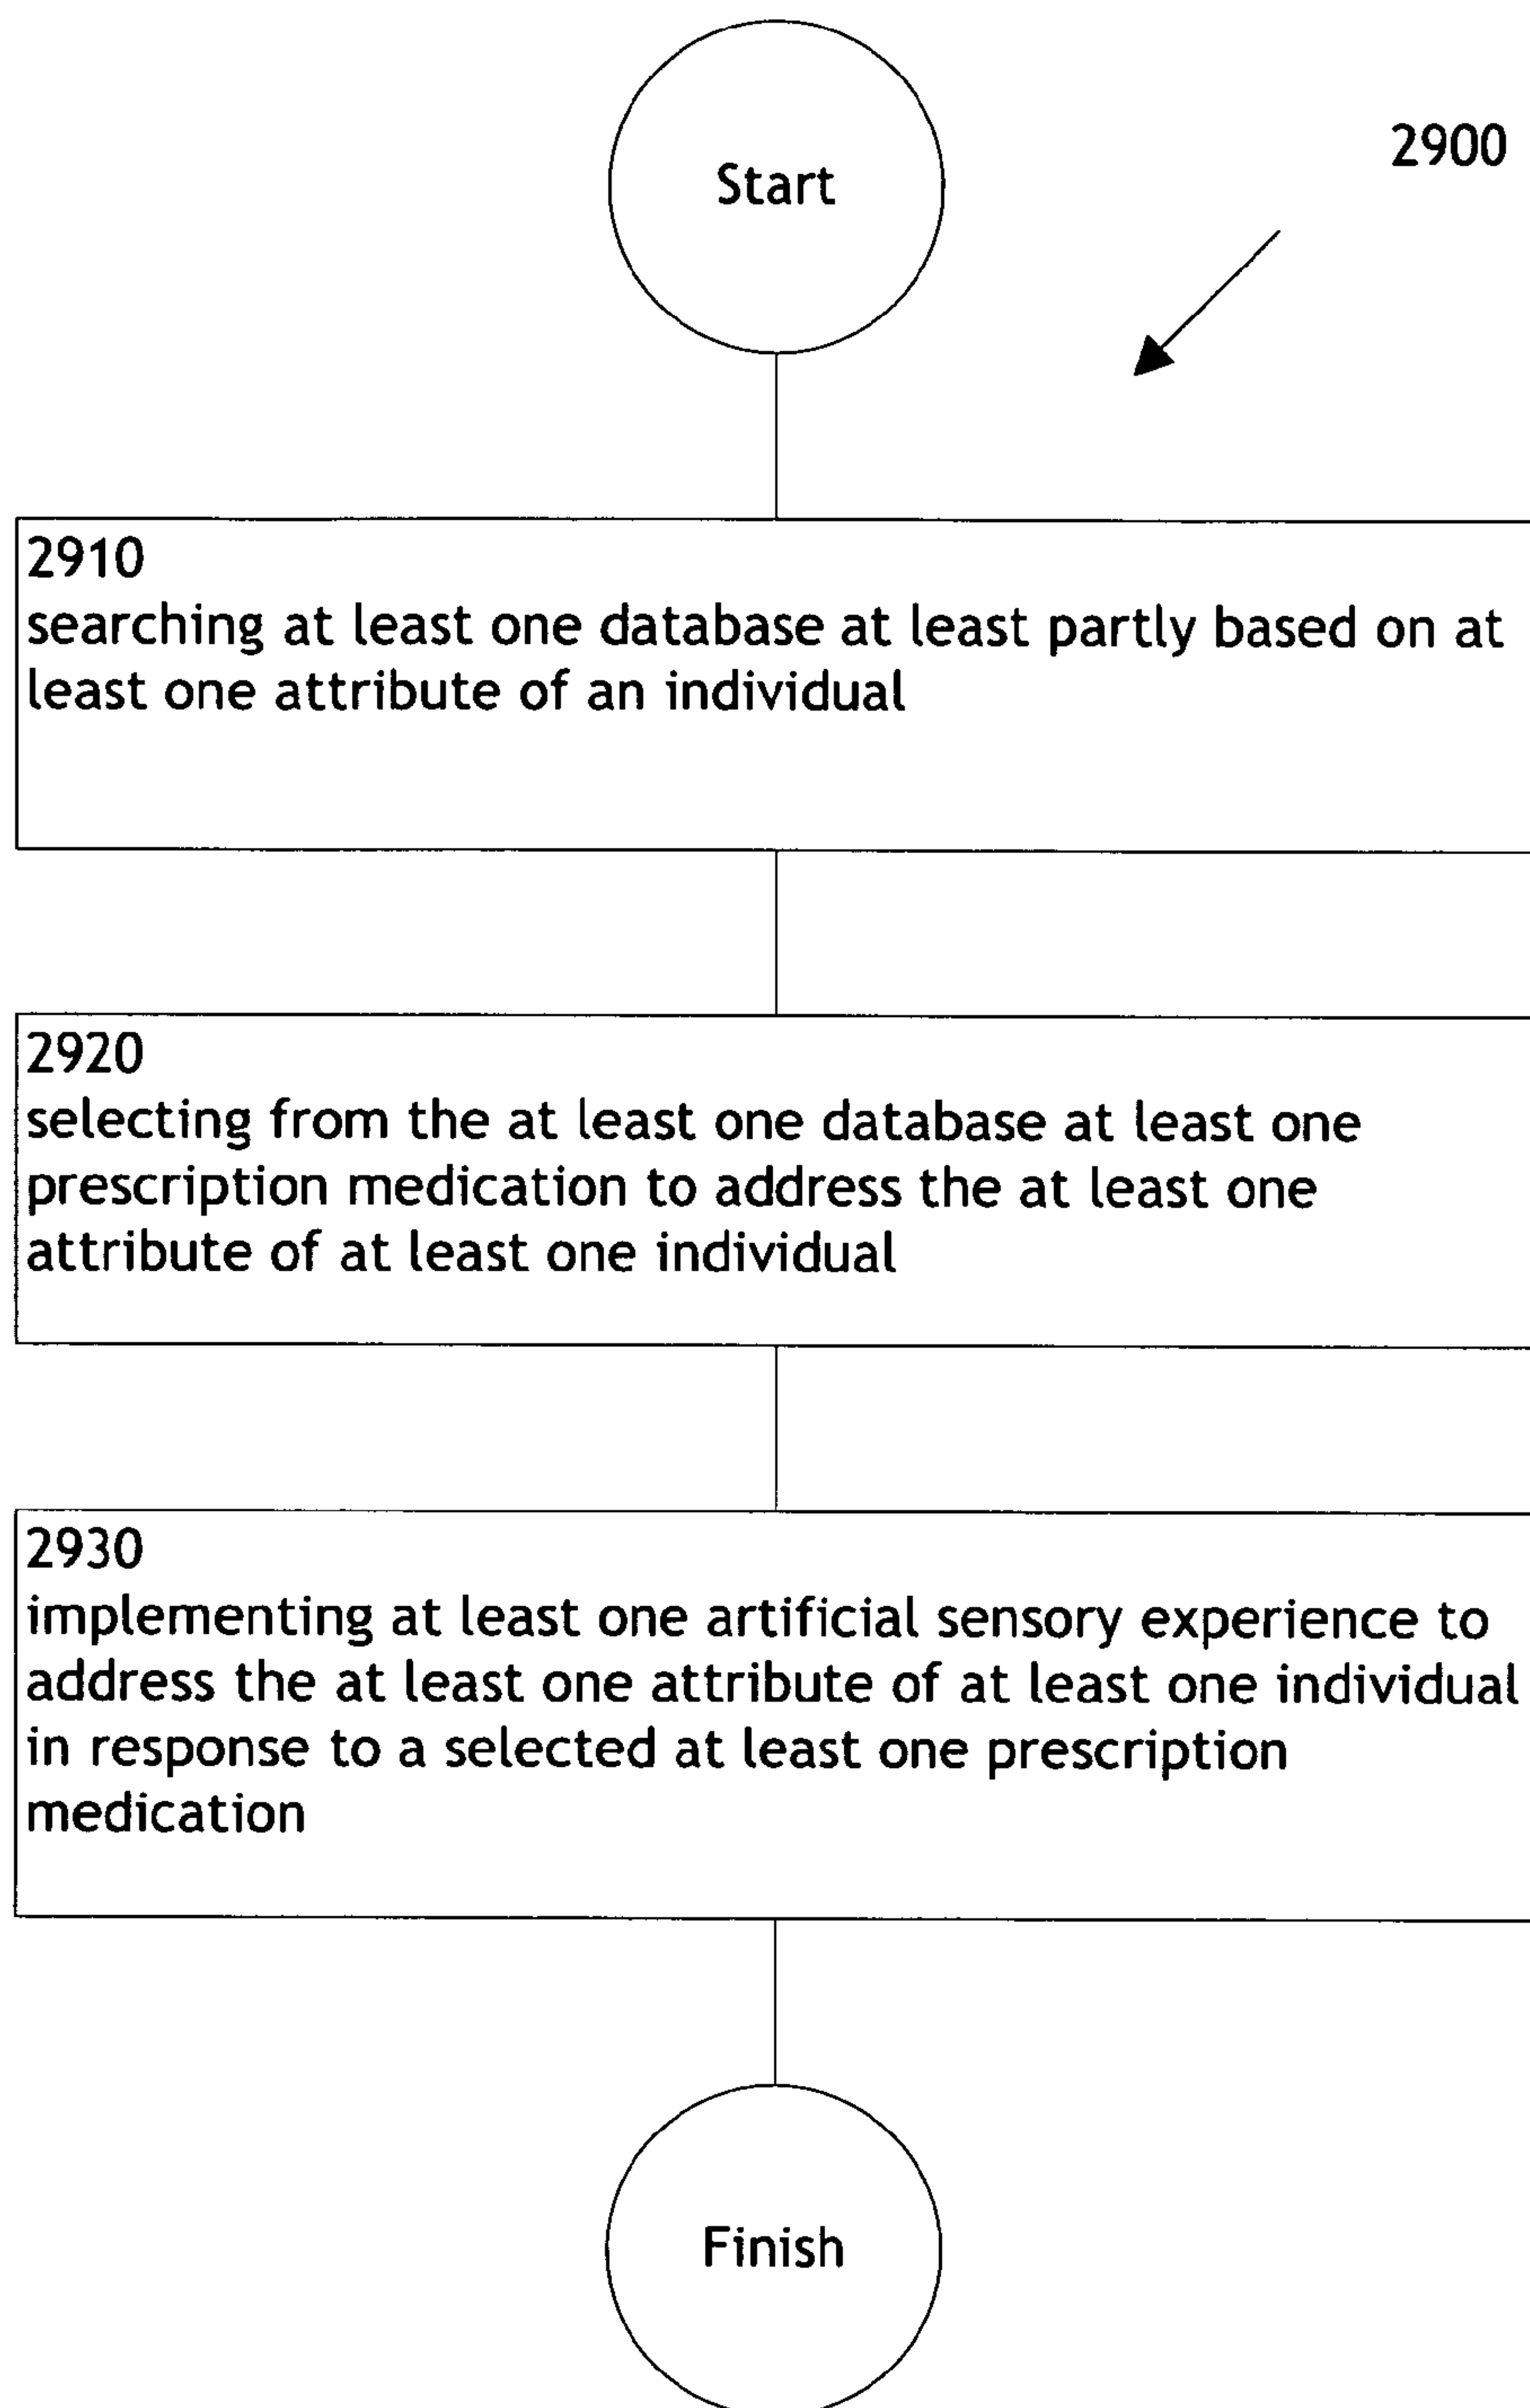 Start
2900
2910
searching at least one database at least partly based on at
least one attribute of an individual
2920
selecting from the at least one database at least one
prescription medication to address the at least one
attribute of at least one individual
2930
implementing at least one artificial sensory experience to
address the at least one attribute of at least one individual
in response to a selected at least one prescription
medication
Finish